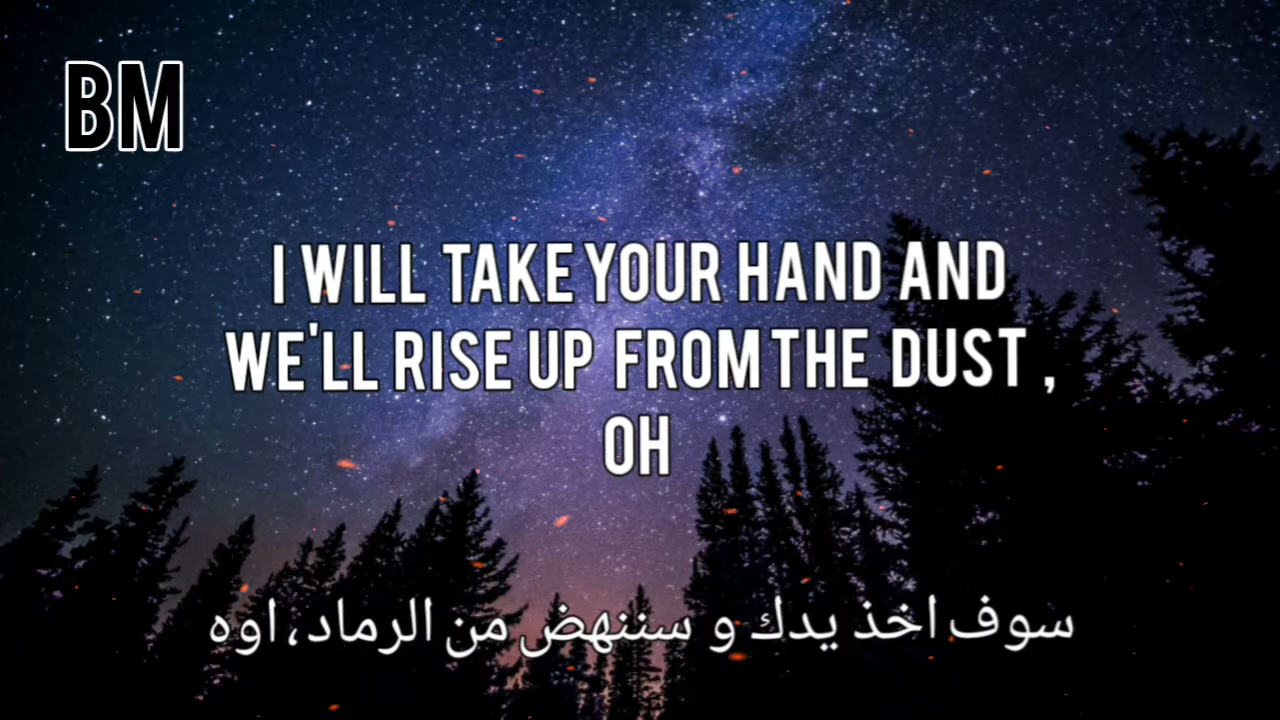 BM
I WILL TAKE YOUR HAND AND
WE'LL RISE UP FROM THE DUST ,
OH
سوف اخذ يدك و سننهض من الرماد، اوه